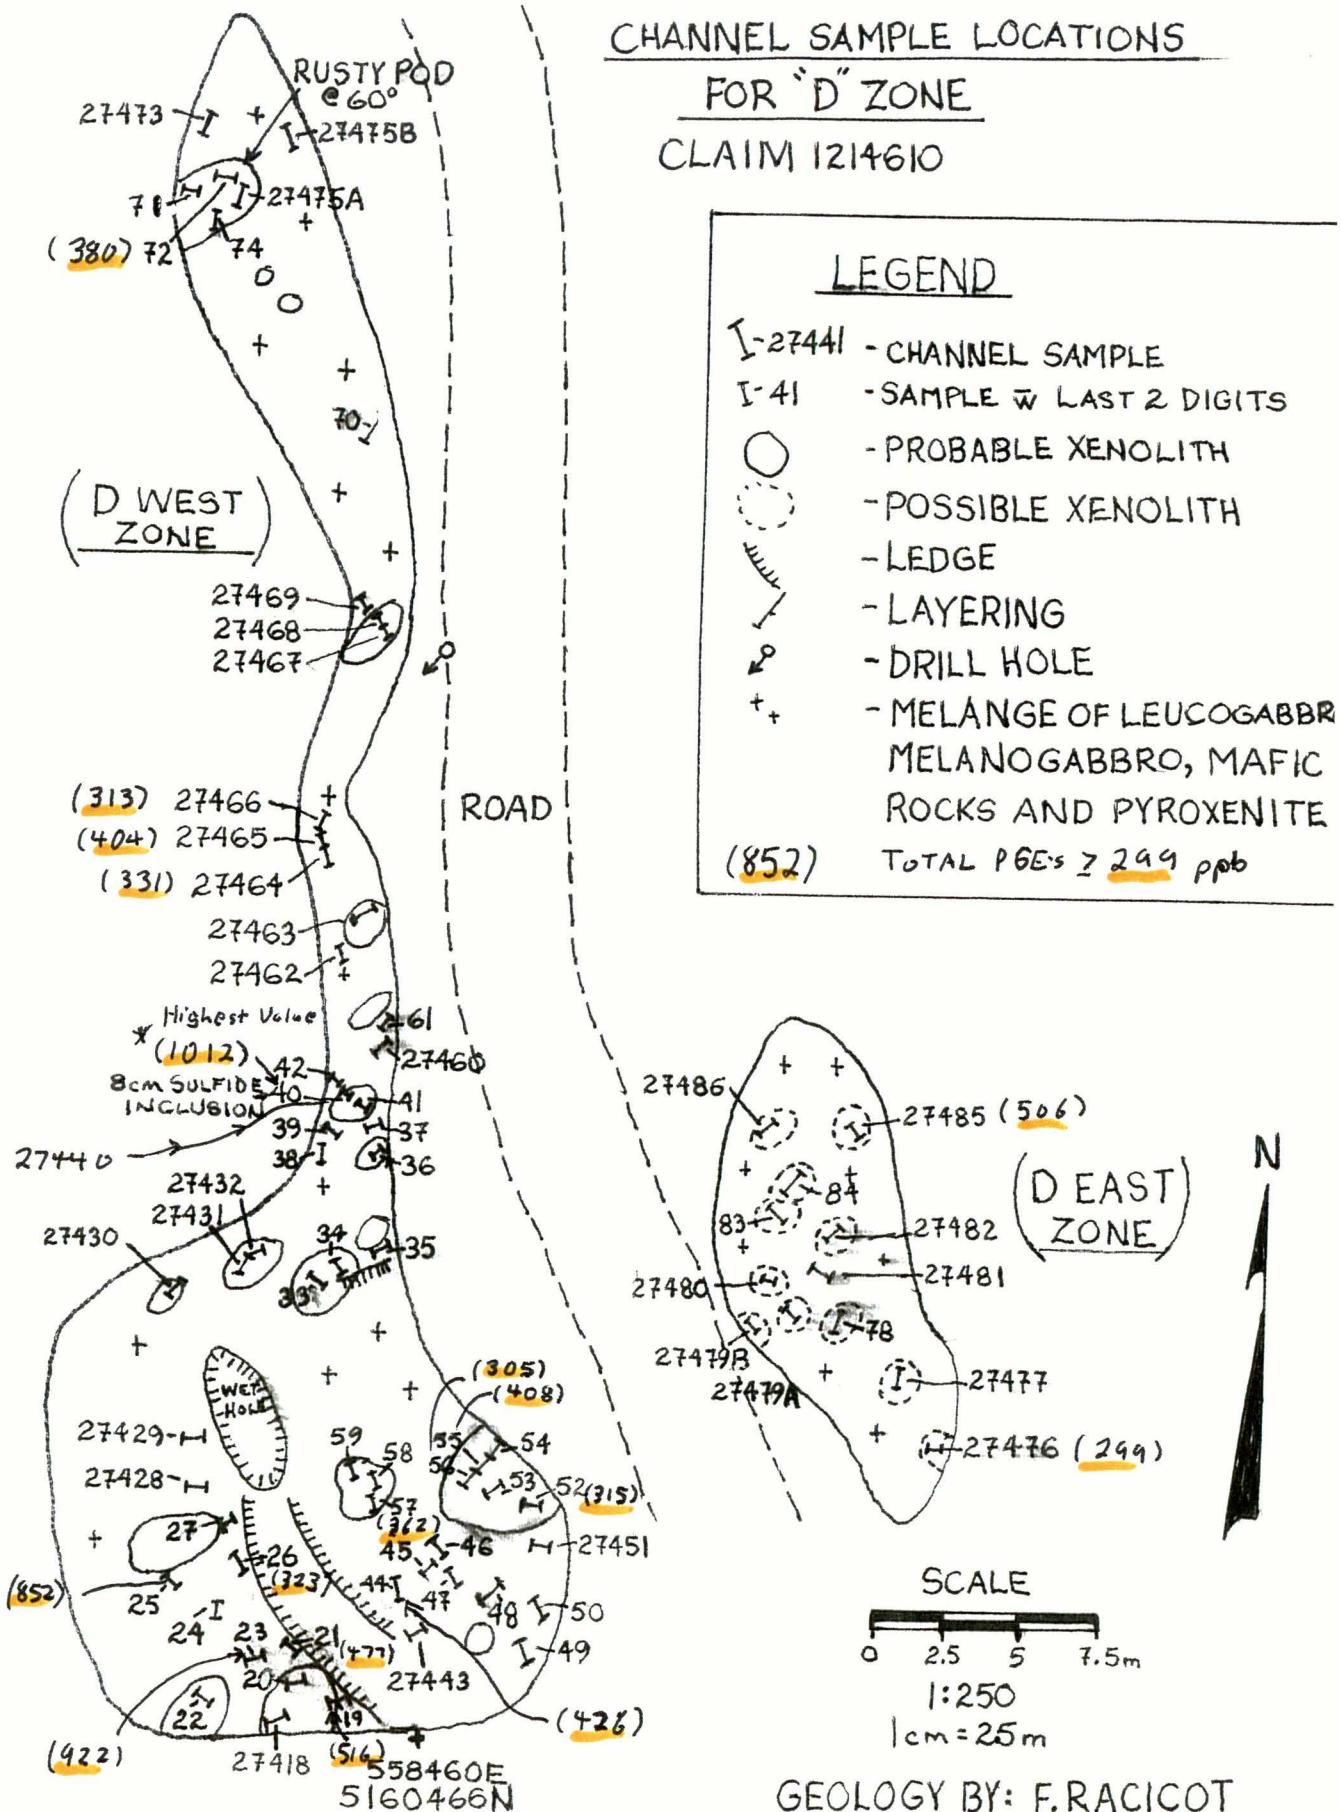 CHANNEL SAMPLE LOCATIONS
FOR "D" ZONE
CLAIM 1214610
RUSTY POD
@ 60°
27473
27475B
71
27475A
(380) 72
74
70
(D WEST
ZONE)
27469
27468
27467
(313) 27466
(404) 27465
(331) 27464
27463
27462
ROAD
61
27460
* Highest Value
(1012)
42
8cm SULFIDE
INCLUSION
40
41
39
37
38
36
27440
27432
27431
27430
34
35
33
WET
HOLE
27429
27428
59
58
57
(305)
(408)
55
54
56
53
52 (315)
(362)
45
46
27451
27
26
(323)
44
47
48
50
49
(852)
25
24
23
21
(477)
27443
20
22
19
(426)
(922)
27418
(516)
558460E
5160466N
LEGEND
27441 - CHANNEL SAMPLE
41 - SAMPLE w̄ LAST 2 DIGITS
- PROBABLE XENOLITH
- POSSIBLE XENOLITH
- LEDGE
- LAYERING
- DRILL HOLE
- MELANGE OF LEUCOGABBR
MELANOGABBRO, MAFIC
ROCKS AND PYROXENITE
(852) TOTAL PGE's ≥ 299 ppb
27486
27485 (506)
84
83
27482
27481
27480
78
27479B
27479A
27477
27476 (299)
(D EAST
ZONE)
N
SCALE
0 2.5 5 7.5m
1:250
1cm = 25m
GEOLOGY BY: F. RACICOT